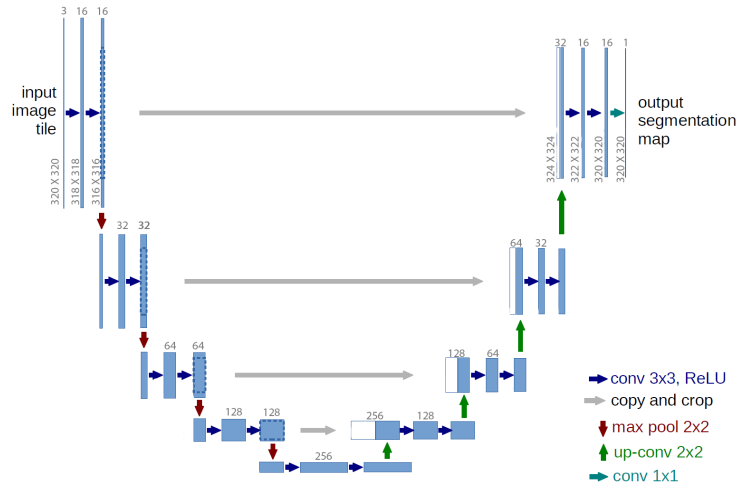 3 16 16
input
image
tile
320 X 320
318 X 318
316 X 316
32 16 16 1
output
segmentation
map
324 X 324
322 X 322
320 X 320
320 X 320
32 32
64 32
64 64
128 64
128 128
256 128
256
conv 3x3, ReLU
copy and crop
max pool 2x2
up-conv 2x2
conv 1x1